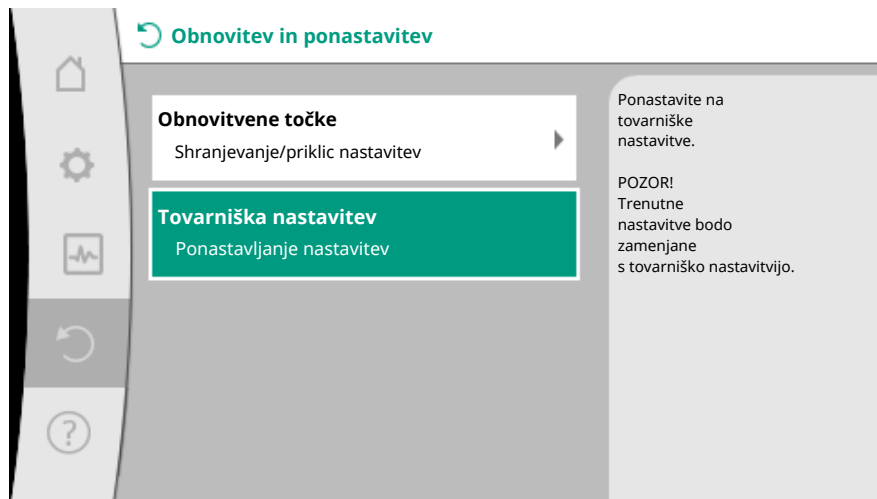 Obnovitev in ponastavitev
Obnovitvene točke
Shranjevanje/priklic nastavitev
Tovarniška nastavitev
Ponastavljanje nastavitev
Ponastavite na
tovarniške
nastavitve.
POZOR!
Trenutne
nastavitve bodo
zamenjane
s tovarniško nastavitvijo.
?